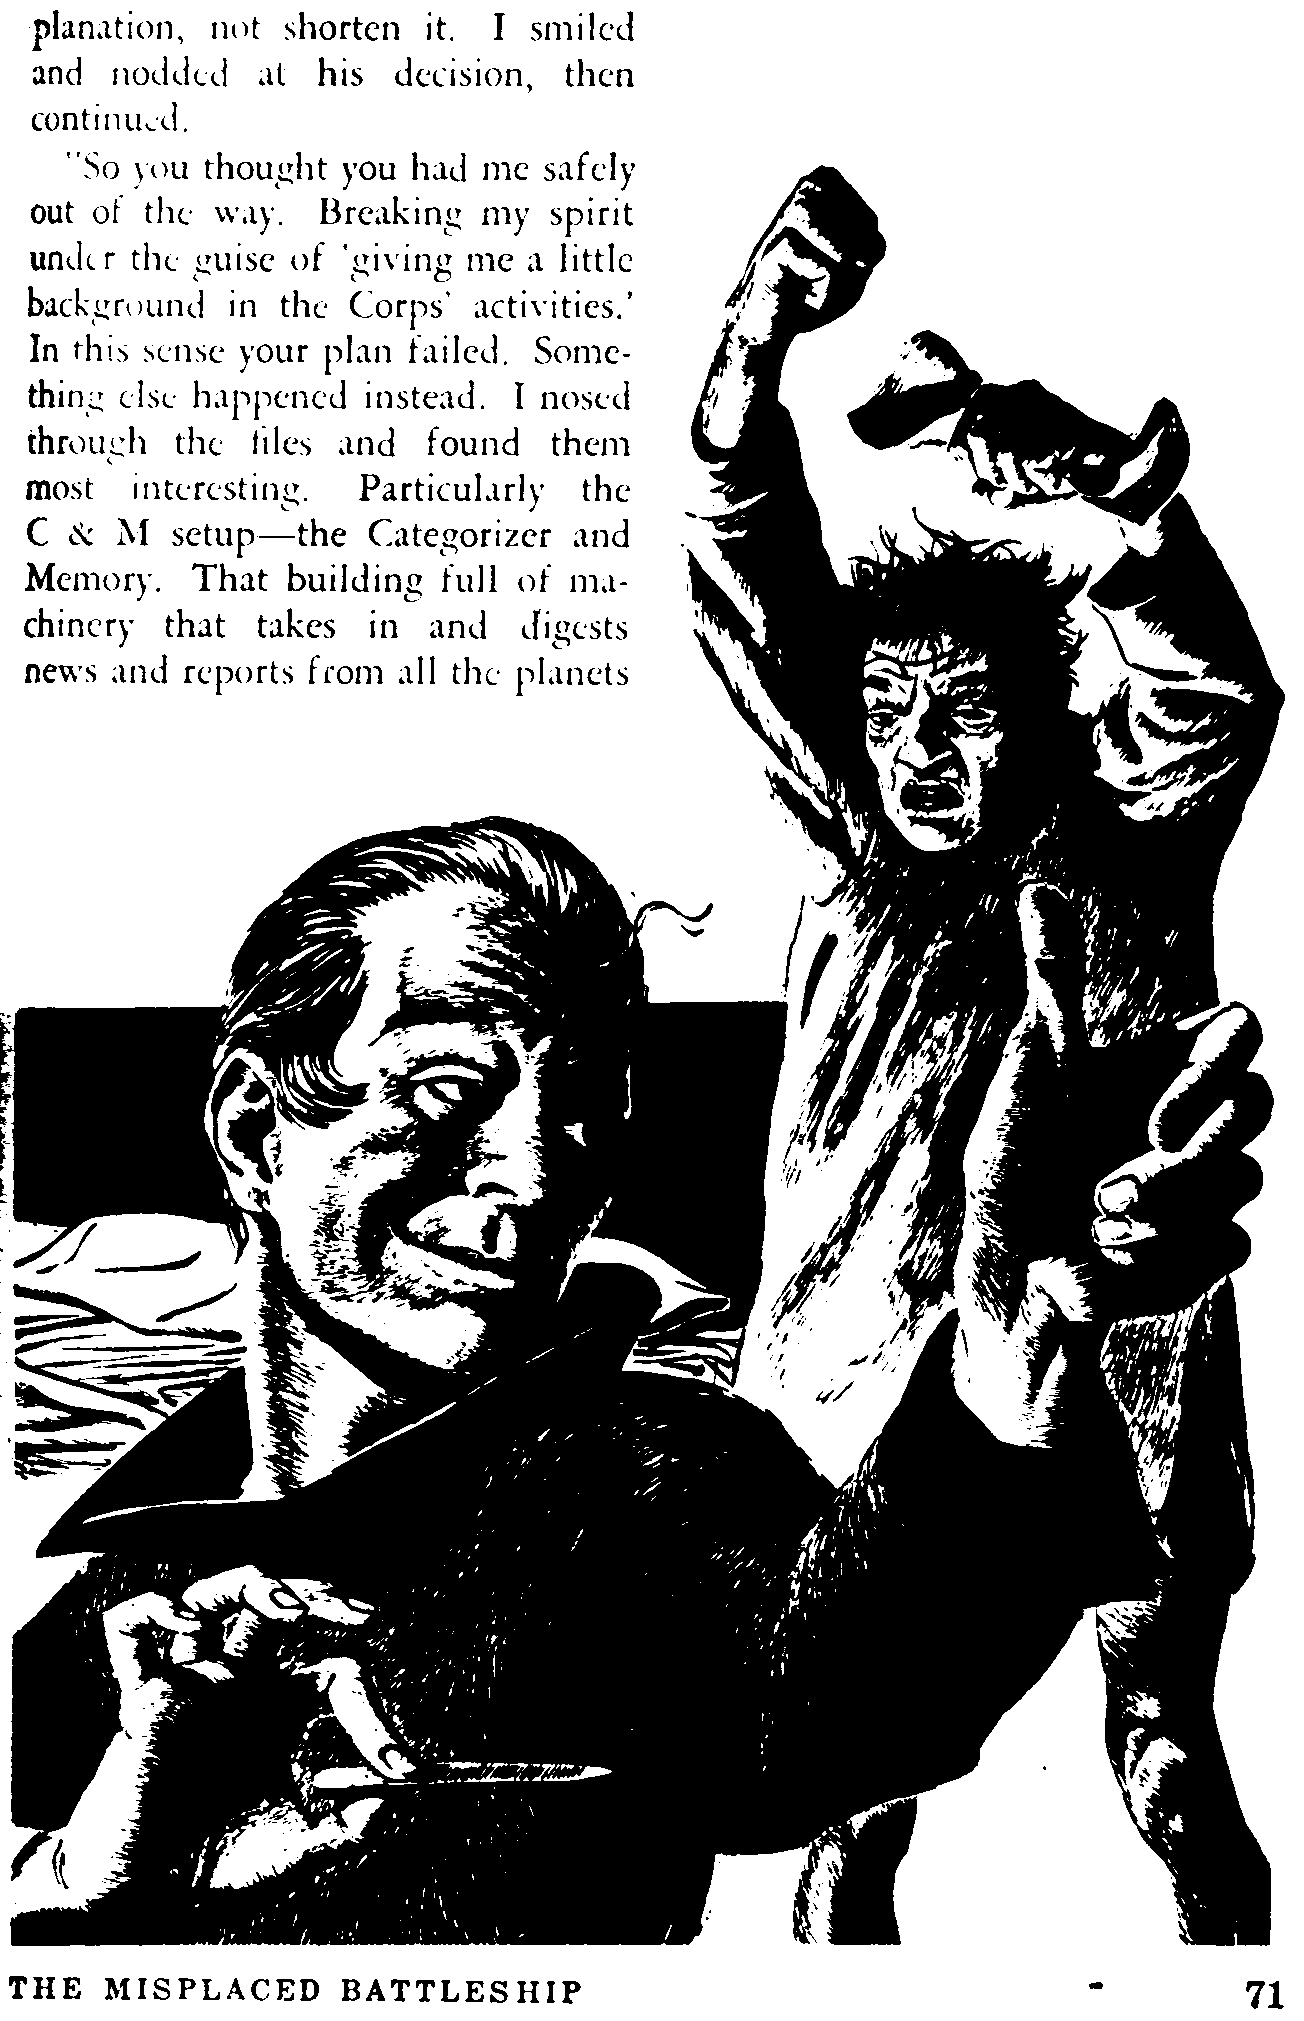 planation, not shorten it. I smiled
and nodded at his decision, then
continued.
"So you thought you had me safely
out of the way. Breaking my spirit
under the guise of 'giving me a little
background in the Corps' activities.'
In this sense your plan failed. Some-
thing else happened instead. I nosed
through the files and found them
most interesting. Particularly the
C & M setup—the Categorizer and
Memory. That building full of ma-
chinery that takes in and digests
news and reports from all the planets
THE MISPLACED BATTLESHIP - 71